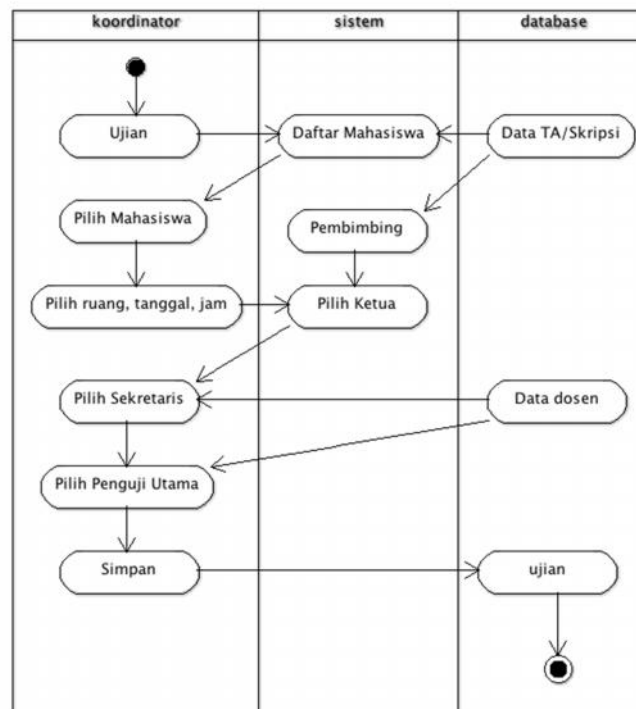 koordinator
sistem
database
Ujian
Daftar Mahasiswa
Data TA/Skripsi
Pilih Mahasiswa
Pembimbing
Pilih ruang, tanggal, jam
Pilih Ketua
Pilih Sekretaris
Data dosen
Pilih Penguji Utama
Simpan
ujian